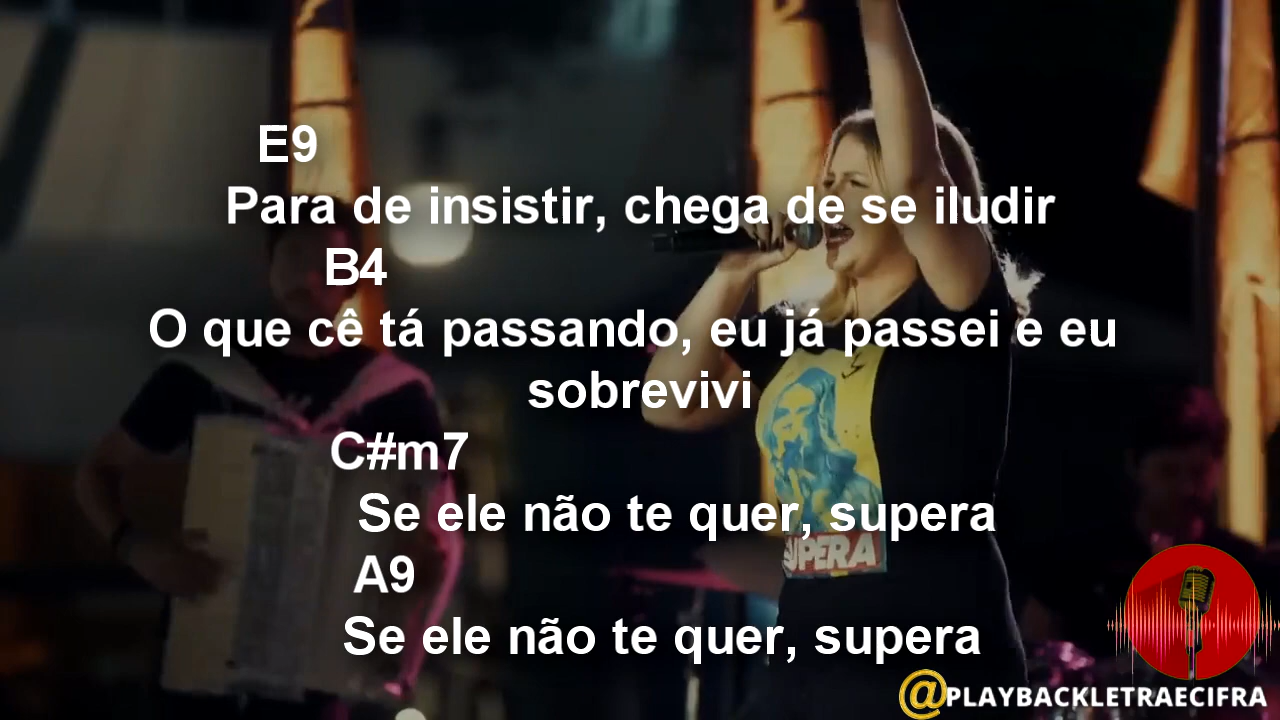 E9
Para de insistir, chega de se iludir
B4
O que cê tá passando, eu já passei e eu
sobrevivi
C#m7
Se ele não te quer, supera
A9
Se ele não te quer, supera
SUPERA
@PLAYBACKLETRAECIFRA